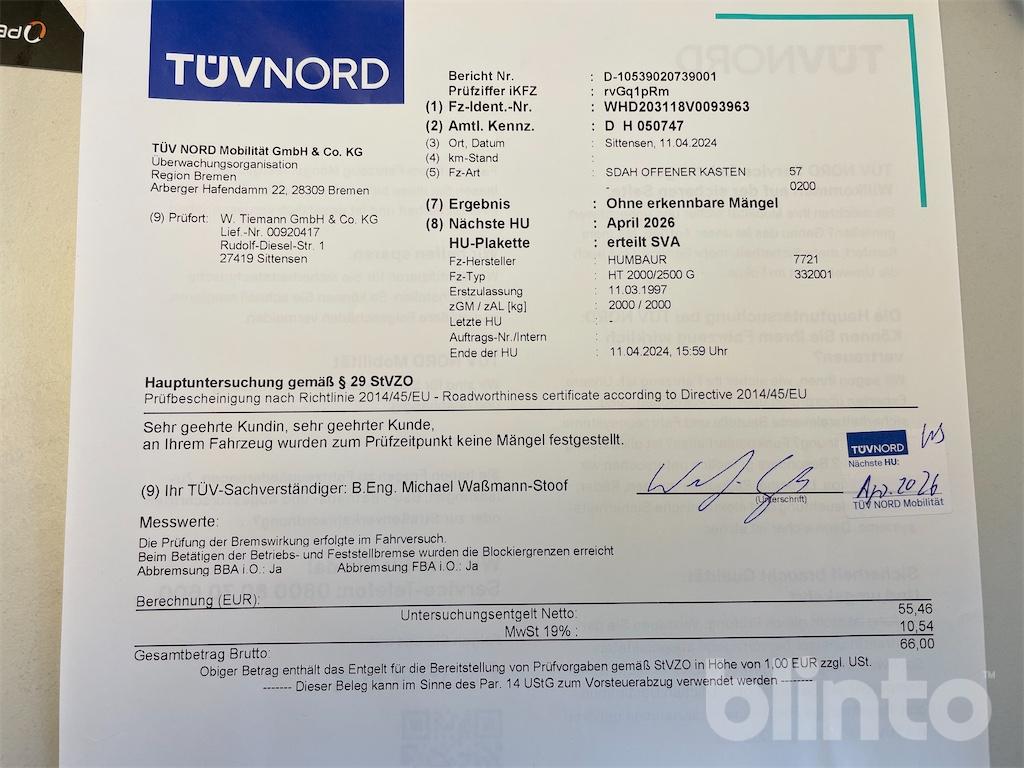 TÜVNORD
Bericht Nr. : D-10539020739001
Prüfziffer iKFZ : rvGq1pRm
(1) Fz-Ident.-Nr. : WHD203118V0093963
(2) Amtl. Kennz. : D H 050747
(3) Ort, Datum : Sittensen, 11.04.2024
(4) km-Stand :
(5) Fz-Art : SDAH OFFENER KASTEN 57
- 0200
(7) Ergebnis : Ohne erkennbare Mängel
(8) Nächste HU : April 2026
HU-Plakette : erteilt SVA
Fz-Hersteller : HUMBAUR 7721
Fz-Typ : HT 2000/2500 G 332001
Erstzulassung : 11.03.1997
zGM / zAL [kg] : 2000 / 2000
Letzte HU : -
Auftrags-Nr./Intern :
Ende der HU : 11.04.2024, 15:59 Uhr
TÜV NORD Mobilität GmbH & Co. KG
Überwachungsorganisation
Region Bremen
Arberger Hafendamm 22, 28309 Bremen
(9) Prüfort: W. Tiemann GmbH & Co. KG
Lief.-Nr. 00920417
Rudolf-Diesel-Str. 1
27419 Sittensen
Hauptuntersuchung gemäß § 29 StVZO
Prüfbescheinigung nach Richtlinie 2014/45/EU - Roadworthiness certificate according to Directive 2014/45/EU
Sehr geehrte Kundin, sehr geehrter Kunde,
an Ihrem Fahrzeug wurden zum Prüfzeitpunkt keine Mängel festgestellt.
(9) Ihr TÜV-Sachverständiger: B.Eng. Michael Waßmann-Stoof
(Unterschrift)
TÜVNORD
Nächste HU:
Apr. 2026
TÜV NORD Mobilität
Messwerte:
Die Prüfung der Bremswirkung erfolgte im Fahrversuch.
Beim Betätigen der Betriebs- und Feststellbremse wurden die Blockiergrenzen erreicht
Abbremsung BBA i.O.: Ja Abbremsung FBA i.O.: Ja
Berechnung (EUR):
Untersuchungsentgelt Netto: 55,46
MwSt 19% : 10,54
Gesamtbetrag Brutto: 66,00
Obiger Betrag enthält das Entgelt für die Bereitstellung von Prüfvorgaben gemäß StVZO in Höhe von 1,00 EUR zzgl. USt.
------- Dieser Beleg kann im Sinne des Par. 14 UStG zum Vorsteuerabzug verwendet werden --------
blinto™